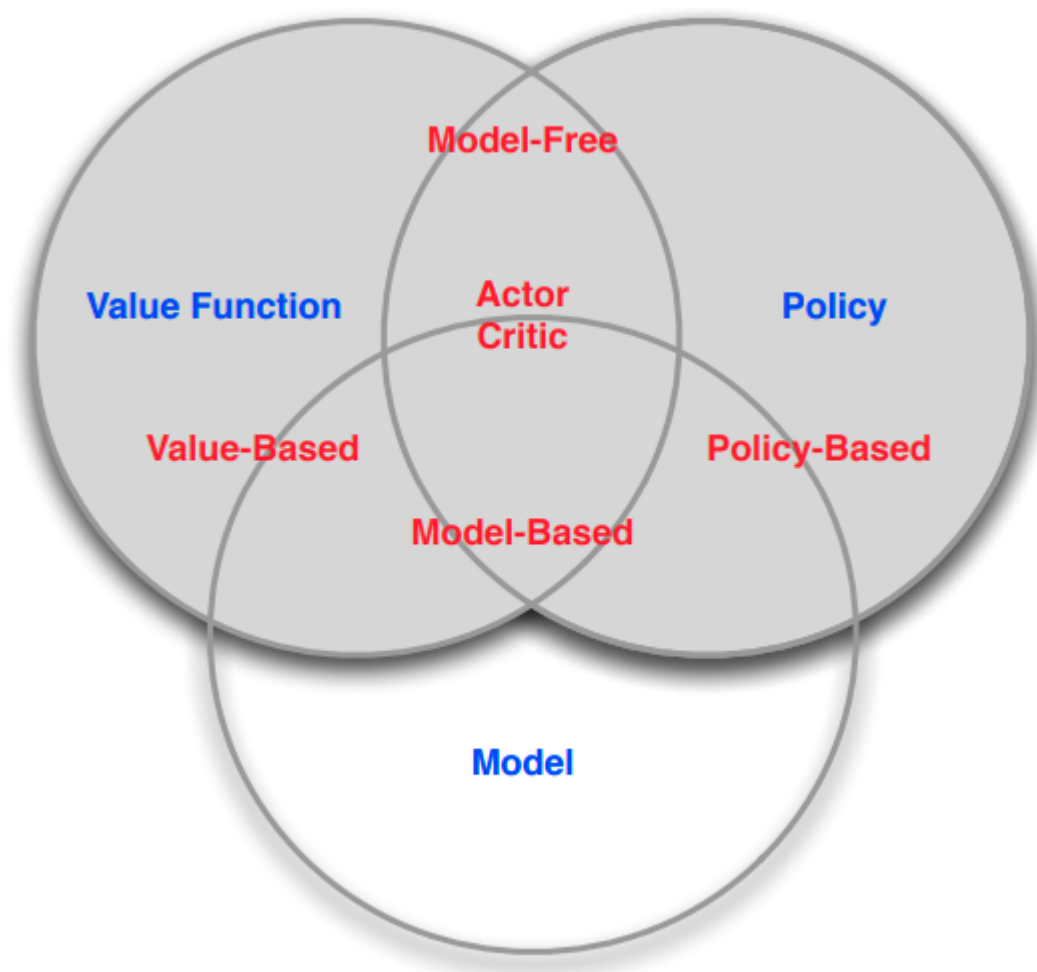 Model-Free
Value Function
Actor
Critic
Policy
Value-Based
Policy-Based
Model-Based
Model